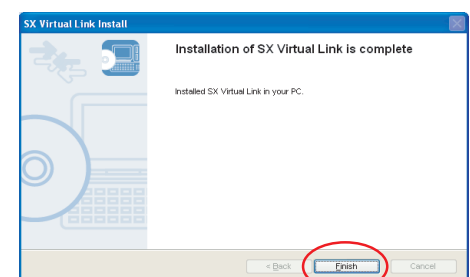 SX Virtual Link Install
Installation of SX Virtual Link is complete
Installed SX Virtual Link in your PC.
< Back
Finish
Cancel